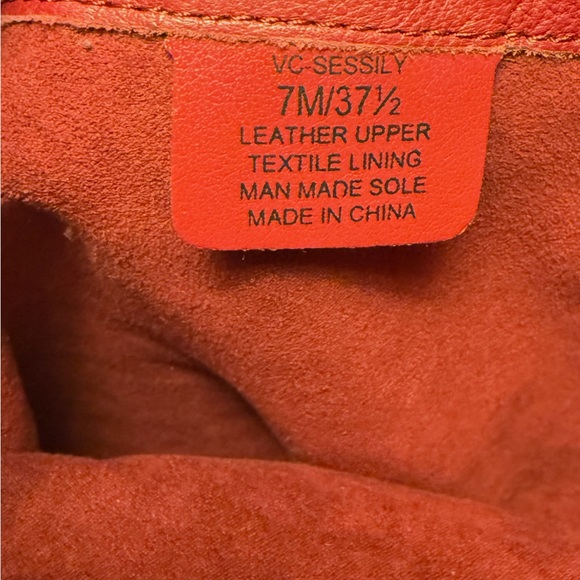 VC-SESSILY
7M/37½
LEATHER UPPER
TEXTILE LINING
MAN MADE SOLE
MADE IN CHINA